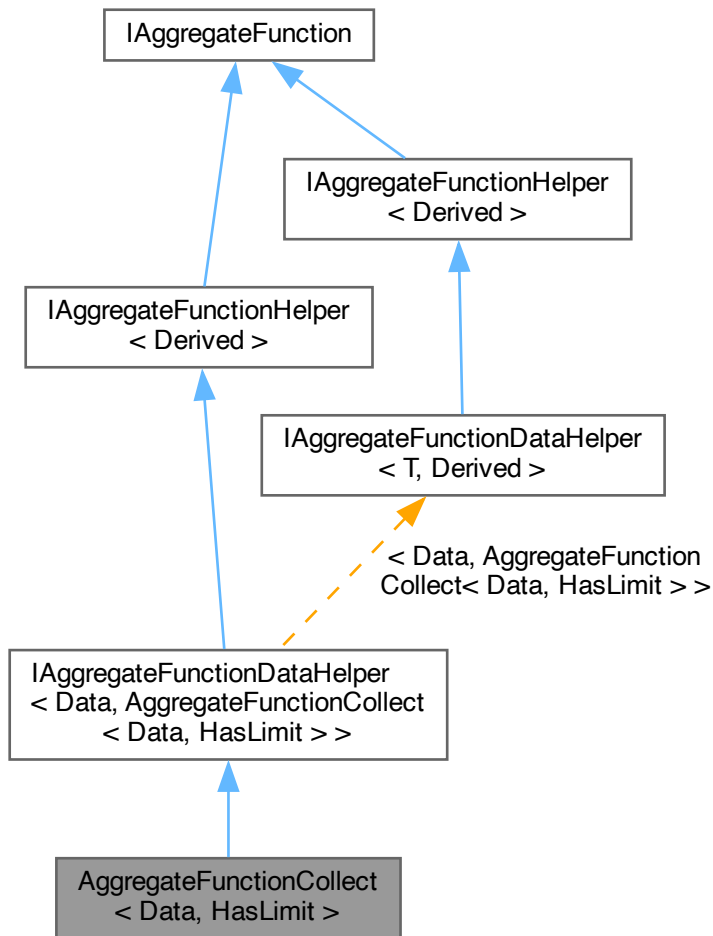 IAggregateFunction
IAggregateFunctionHelper
< Derived >
IAggregateFunctionHelper
< Derived >
IAggregateFunctionDataHelper
< T, Derived >
< Data, AggregateFunction
Collect< Data, HasLimit > >
IAggregateFunctionDataHelper
< Data, AggregateFunctionCollect
< Data, HasLimit > >
AggregateFunctionCollect
< Data, HasLimit >